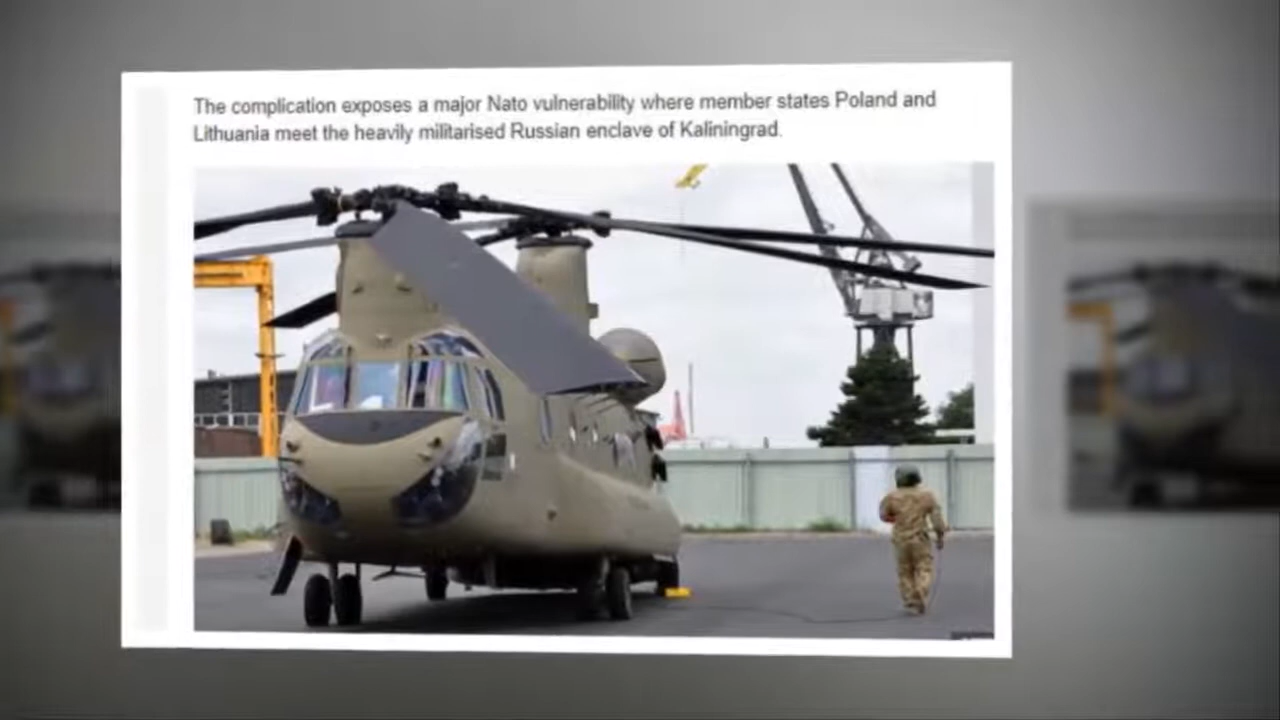 The complication exposes a major Nato vulnerability where member states Poland and
Lithuania meet the heavily militarised Russian enclave of Kaliningrad.